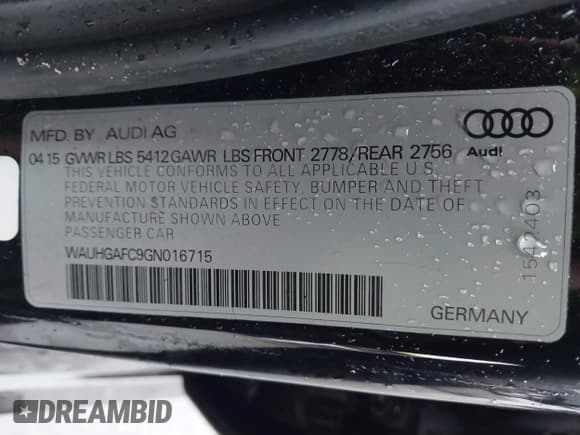 MFD. BY AUDI AG
0415 GVWR LBS 5412 GAWR LBS FRONT 2778/REAR 2756
Audi
THIS VEHICLE CONFORMS TO ALL APPLICABLE U.S.
FEDERAL MOTOR VEHICLE SAFETY, BUMPER AND THEFT
PREVENTION STANDARDS IN EFFECT ON THE DATE OF
MANUFACTURE SHOWN ABOVE
PASSENGER CAR
WAUHGAFC9GN016715
1542403
GERMANY
DREAMBID